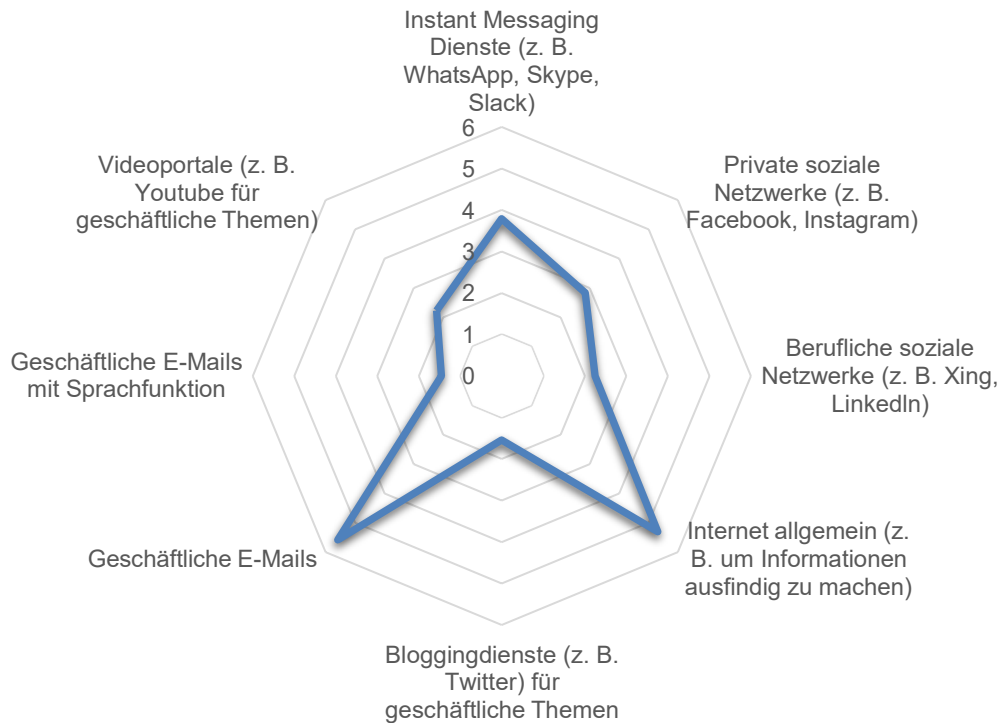 Instant Messaging
Dienste (z. B.
WhatsApp, Skype,
Slack)
6
5
4
3
2
1
0
Private soziale
Netzwerke (z. B.
Facebook, Instagram)
Berufliche soziale
Netzwerke (z. B. Xing,
LinkedIn)
Internet allgemein (z.
B. um Informationen
ausfindig zu machen)
Bloggingdienste (z. B.
Twitter) für
geschäftliche Themen
Geschäftliche E-Mails
Geschäftliche E-Mails
mit Sprachfunktion
Videoportale (z. B.
Youtube für
geschäftliche Themen)